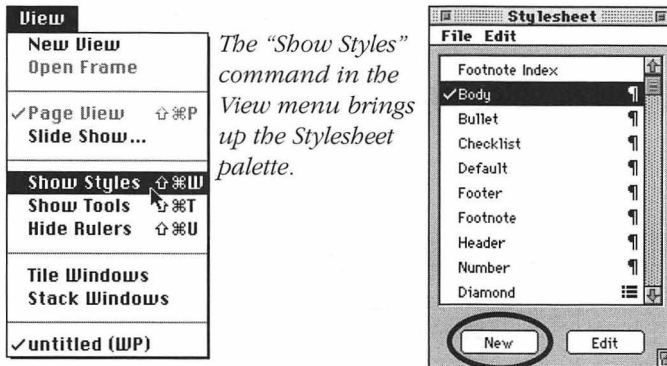 View
New View
Open Frame
✓Page View ⇧⌘P
Slide Show...
Show Styles ⇧⌘W
Show Tools ⇧⌘T
Hide Rulers ⇧⌘U
Tile Windows
Stack Windows
✓untitled (WP)
The “Show Styles”
command in the
View menu brings
up the Stylesheet
palette.
Stylesheet
File Edit
Footnote Index
✓Body ¶
Bullet ¶
Checklist ¶
Default ¶
Footer ¶
Footnote ¶
Header ¶
Number ¶
Diamond
New Edit